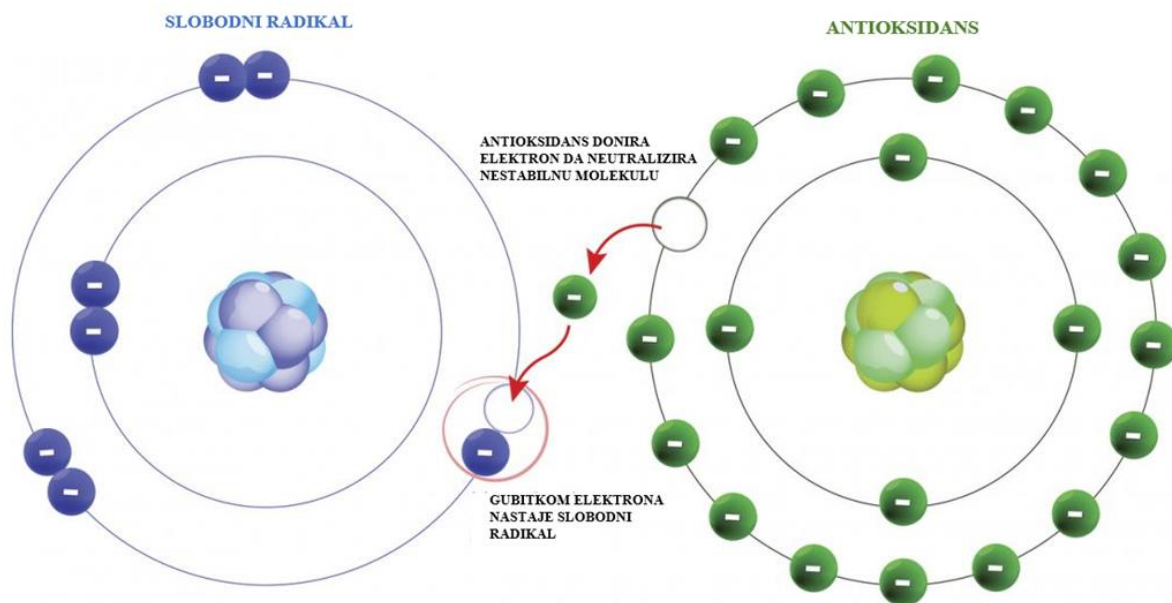 SLOBODNI RADIKAL
ANTIOKSIDANS
ANTIOKSIDANS DONIRA
ELEKTRON DA NEUTRALIZIRA
NESTABILNU MOLEKULU
GUBITKOM ELEKTRONA
NASTAJE SLOBODNI
RADIKAL